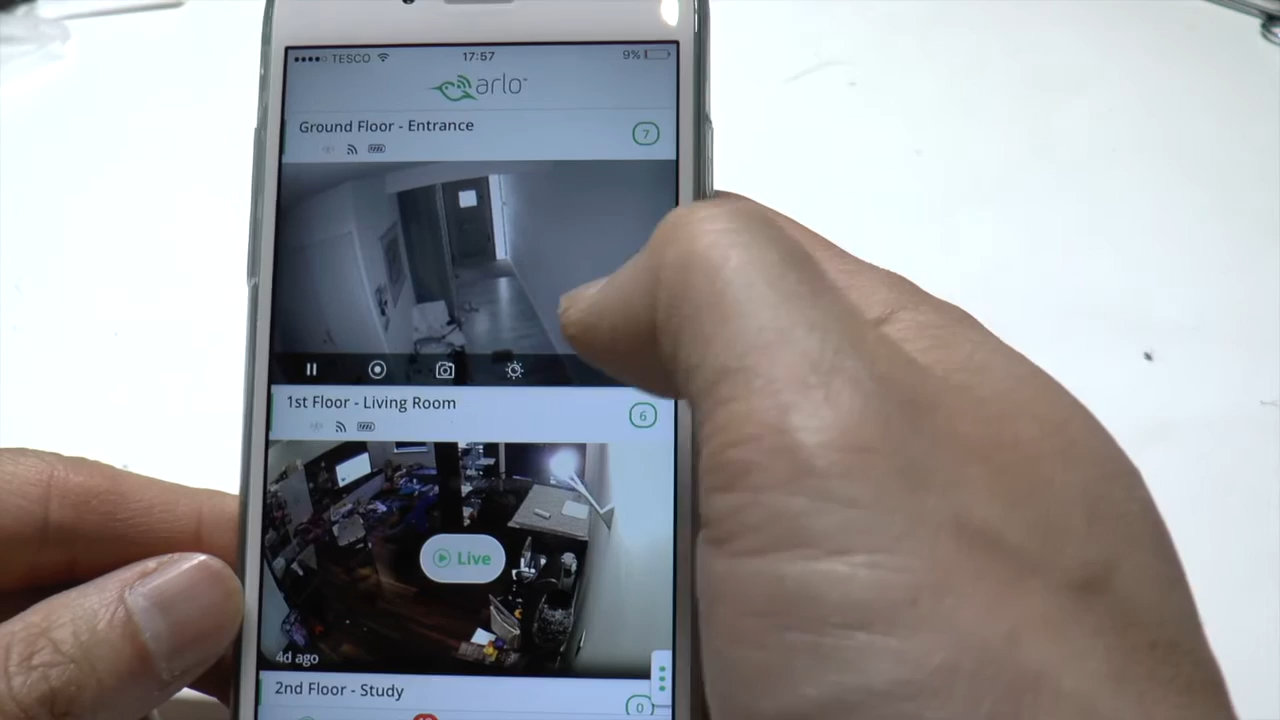 TESCO 17:57 9%
arlo™
Ground Floor - Entrance
7
1st Floor - Living Room
6
Live
4d ago
2nd Floor - Study
0